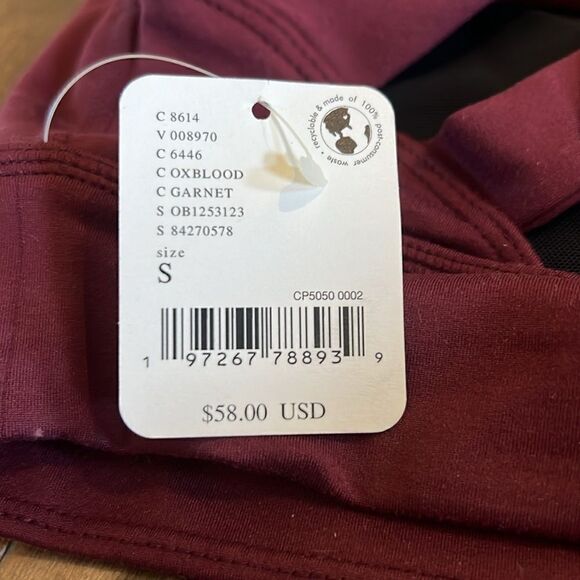 recyclable & made of 100% post-consumer waste •
C 8614
V 008970
C 6446
C OXBLOOD
C GARNET
S OB1253123
S 84270578
size
S
CP5050 0002
1 97267 78893 9
$58.00 USD